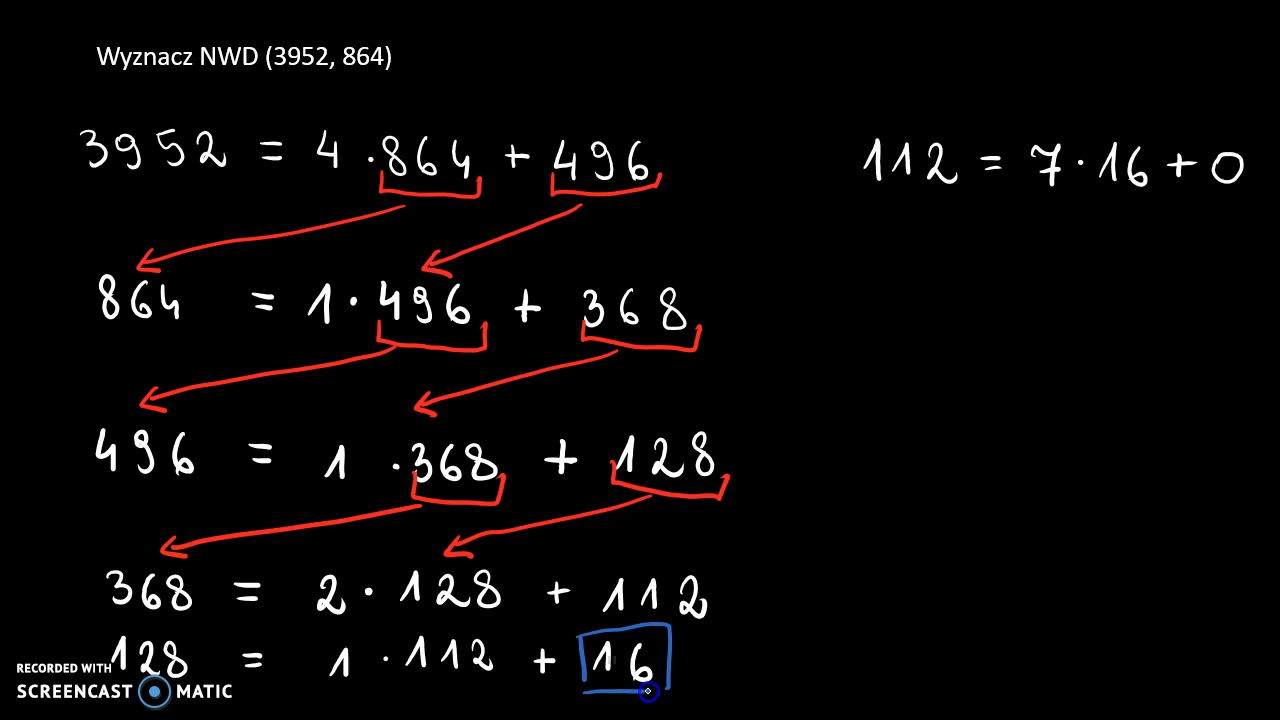 Wyznacz NWD (3952, 864)
3952 = 4 · 864 + 496
864 = 1 · 496 + 368
496 = 1 · 368 + 128
368 = 2 · 128 + 112
128 = 1 · 112 + 16
112 = 7 · 16 + 0
RECORDED WITH
SCREENCAST MATIC